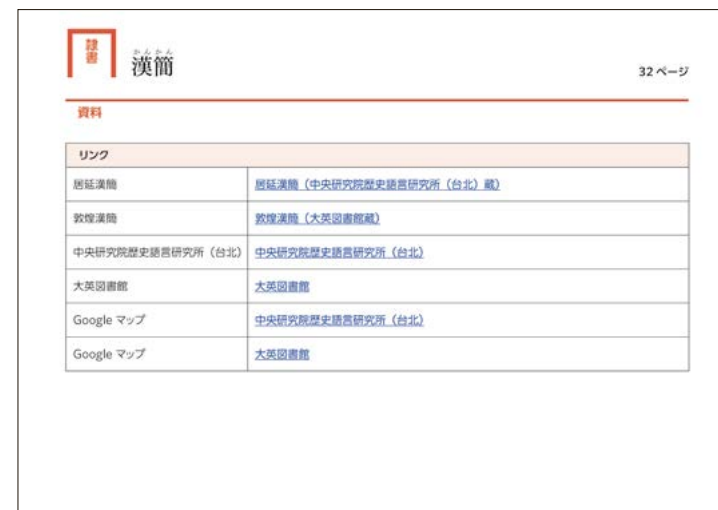 隷書
かんかん
漢簡
32 ページ
資料
リンク
居延漢簡 居延漢簡（中央研究院歴史語言研究所（台北）蔵）
敦煌漢簡 敦煌漢簡（大英図書館蔵）
中央研究院歴史語言研究所（台北） 中央研究院歴史語言研究所（台北）
大英図書館 大英図書館
Google マップ 中央研究院歴史語言研究所（台北）
Google マップ 大英図書館